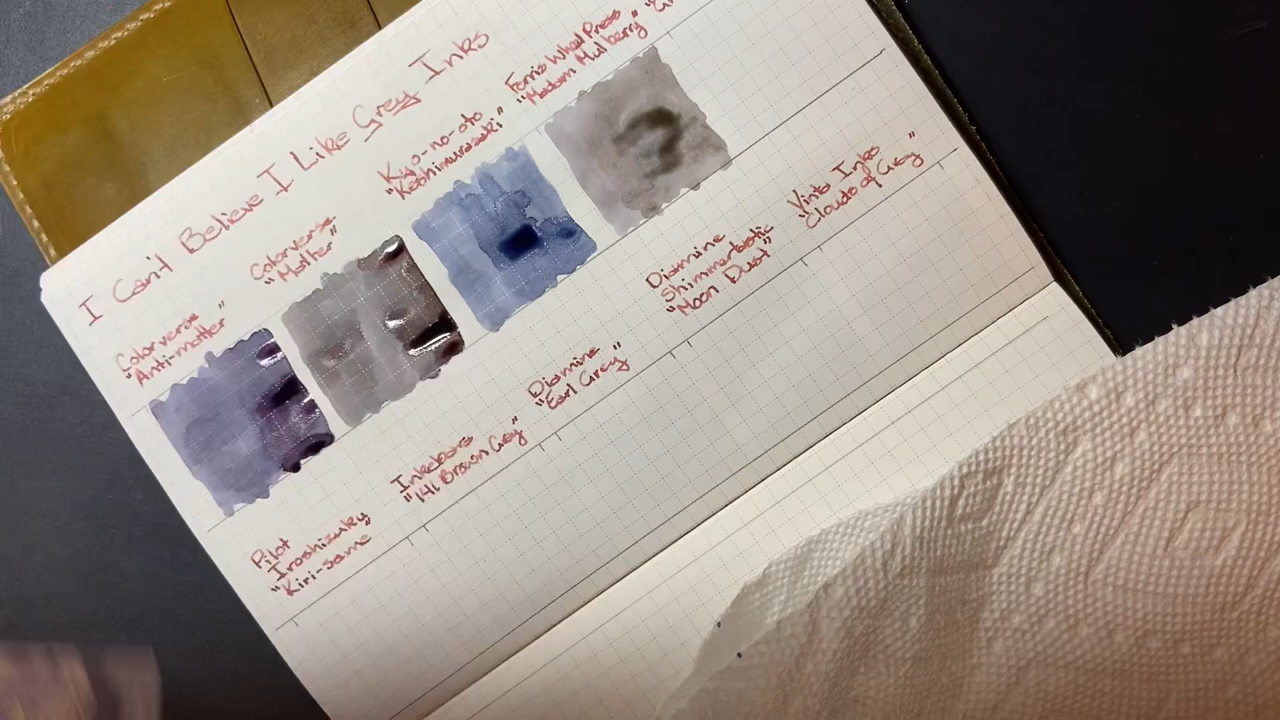 I Can't Believe I Like Grey Inks
Colorverse
"Anti-matter"
Colorverse
"Matter"
Kyo-no-oto
"Keshimurasaki"
Ferris Wheel Press
"Madam Mulberry"
Pilot
Iroshizuku
"Kiri-same"
Inkebara
"141 Brown Grey"
Diamine
"Earl Grey"
Diamine
Shimmertastic
"Moon Dust"
Vinta Inks
"Clouds of Grey"